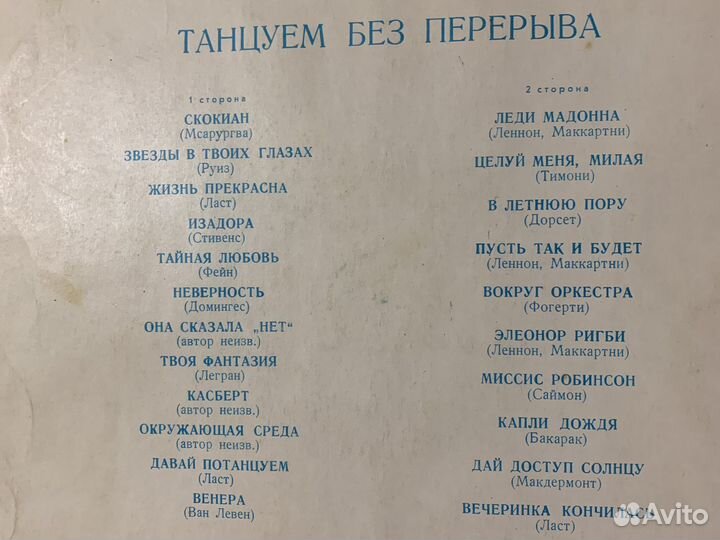 ТАНЦУЕМ БЕЗ ПЕРЕРЫВА
1 сторона
СКОКИАН
(Мсарургва)
ЗВЕЗДЫ В ТВОИХ ГЛАЗАХ
(Руиз)
ЖИЗНЬ ПРЕКРАСНА
(Ласт)
ИЗАДОРА
(Стивенс)
ТАЙНАЯ ЛЮБОВЬ
(Фейн)
НЕВЕРНОСТЬ
(Домингес)
ОНА СКАЗАЛА „НЕТ“
(автор неизв.)
ТВОЯ ФАНТАЗИЯ
(Легран)
КАСБЕРТ
(автор неизв.)
ОКРУЖАЮЩАЯ СРЕДА
(автор неизв.)
ДАВАЙ ПОТАНЦУЕМ
(Ласт)
ВЕНЕРА
(Ван Левен)
2 сторона
ЛЕДИ МАДОННА
(Леннон, Маккартни)
ЦЕЛУЙ МЕНЯ, МИЛАЯ
(Тимони)
В ЛЕТНЮЮ ПОРУ
(Дорсет)
ПУСТЬ ТАК И БУДЕТ
(Леннон, Маккартни)
ВОКРУГ ОРКЕСТРА
(Фогерти)
ЭЛЕОНОР РИГБИ
(Леннон, Маккартни)
МИССИС РОБИНСОН
(Саймон)
КАПЛИ ДОЖДЯ
(Бакарак)
ДАЙ ДОСТУП СОЛНЦУ
(Макдермонт)
ВЕЧЕРИНКА КОНЧИЛАСЬ
(Ласт)
Avito